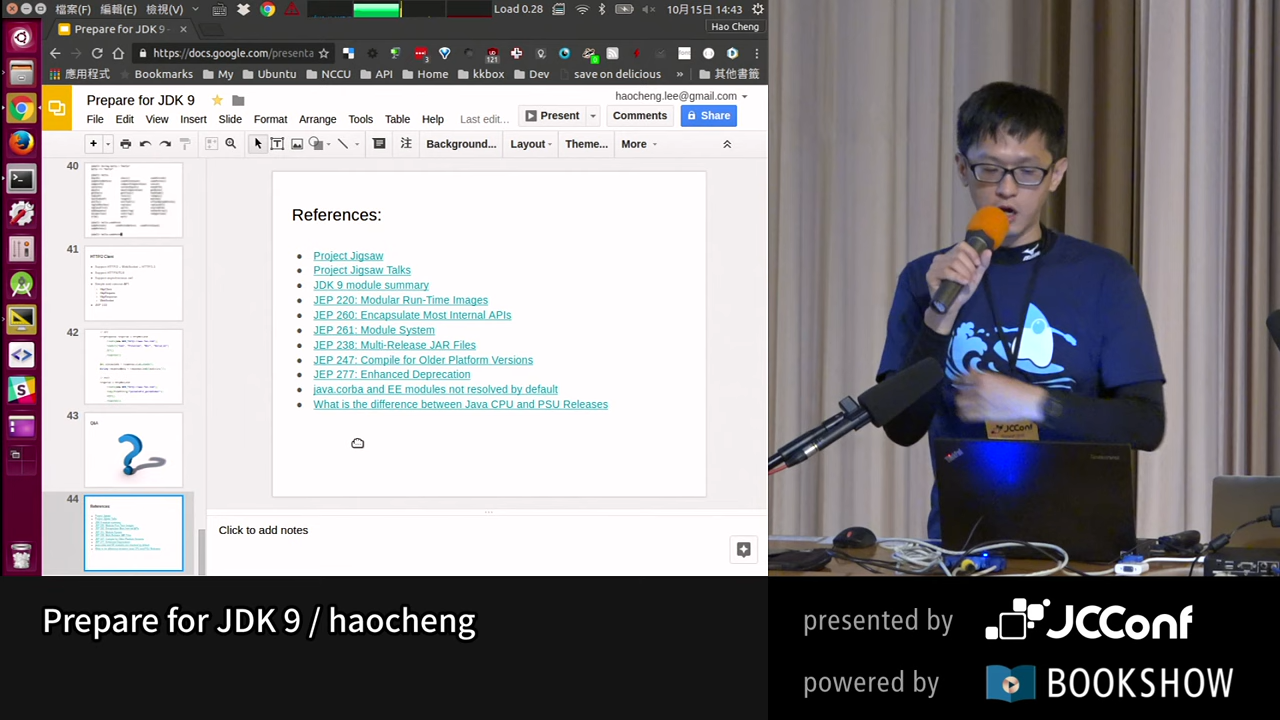 檔案(F) 編輯(E) 檢視(V)
Load 0.28
10月15日 14:43
Prepare for JDK 9 -
Hao Cheng
https://docs.google.com/presenta
應用程式 Bookmarks My Ubuntu NCCU API Home kkbox Dev save on delicious » 其他書籤
Prepare for JDK 9
haocheng.lee@gmail.com
File Edit View Insert Slide Format Arrange Tools Table Help Last edit...
Present Comments Share
Background... Layout Theme... More
40
41
42
43
44
References:
Project Jigsaw
Project Jigsaw Talks
JDK 9 module summary
JEP 220: Modular Run-Time Images
JEP 260: Encapsulate Most Internal APIs
JEP 261: Module System
JEP 238: Multi-Release JAR Files
JEP 247: Compile for Older Platform Versions
JEP 277: Enhanced Deprecation
java.corba and EE modules not resolved by default
What is the difference between Java CPU and PSU Releases
Click to add notes
JCConf
Prepare for JDK 9 / haocheng
presented by JCConf
powered by BOOKSHOW